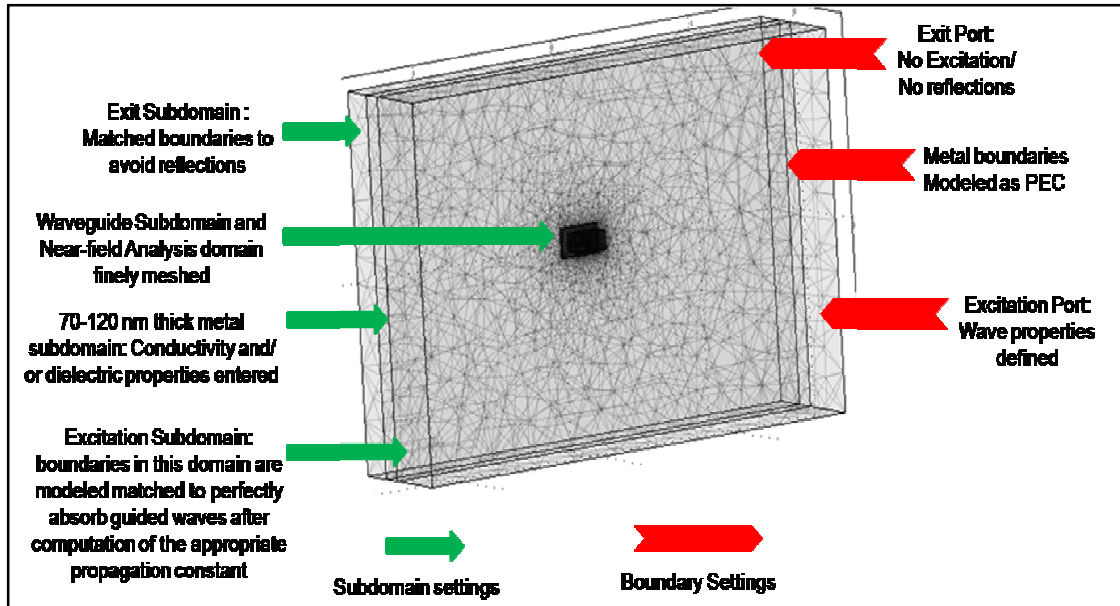 Exit Port:
No Excitation/
No reflections
Exit Subdomain :
Matched boundaries to
avoid reflections
Metal boundaries
Modeled as PEC
Waveguide Subdomain and
Near-field Analysis domain
finely meshed
70-120 nm thick metal
subdomain: Conductivity and/
or dielectric properties entered
Excitation Port:
Wave properties
defined
Excitation Subdomain:
boundaries in this domain are
modeled matched to perfectly
absorb guided waves after
computation of the appropriate
propagation constant
Subdomain settings
Boundary Settings